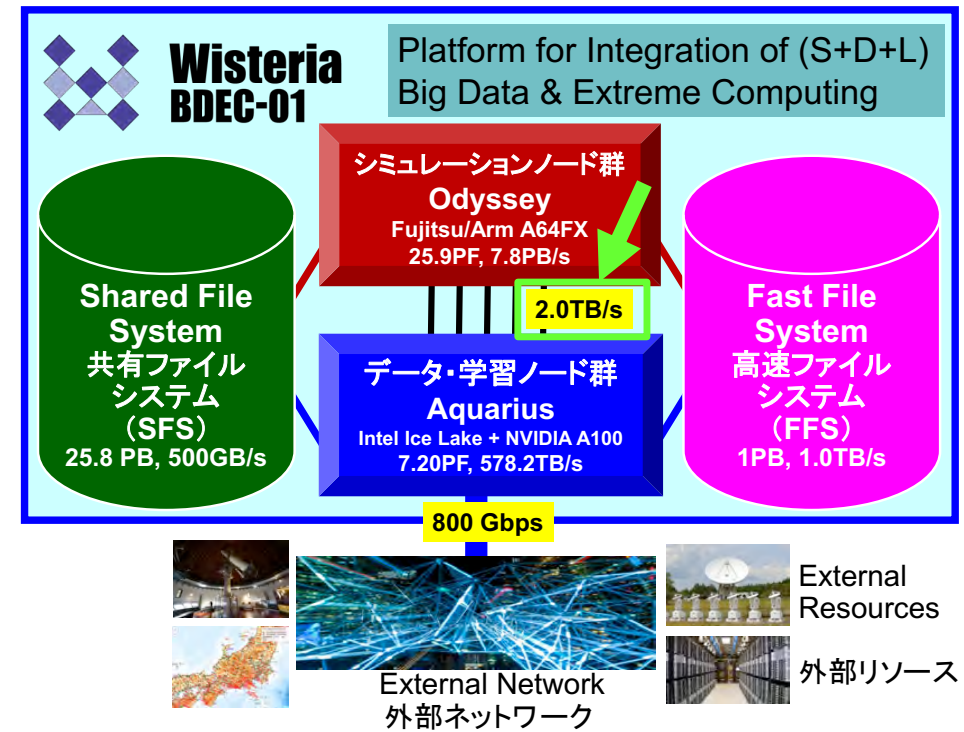 Wisteria
BDEC-01
Platform for Integration of (S+D+L)
Big Data & Extreme Computing
シミュレーションノード群
Odyssey
Fujitsu/Arm A64FX
25.9PF, 7.8PB/s
2.0TB/s
Shared File
System
共有ファイル
システム
(SFS)
25.8 PB, 500GB/s
データ・学習ノード群
Aquarius
Intel Ice Lake + NVIDIA A100
7.20PF, 578.2TB/s
Fast File
System
高速ファイル
システム
(FFS)
1PB, 1.0TB/s
800 Gbps
External
Resources
外部リソース
External Network
外部ネットワーク